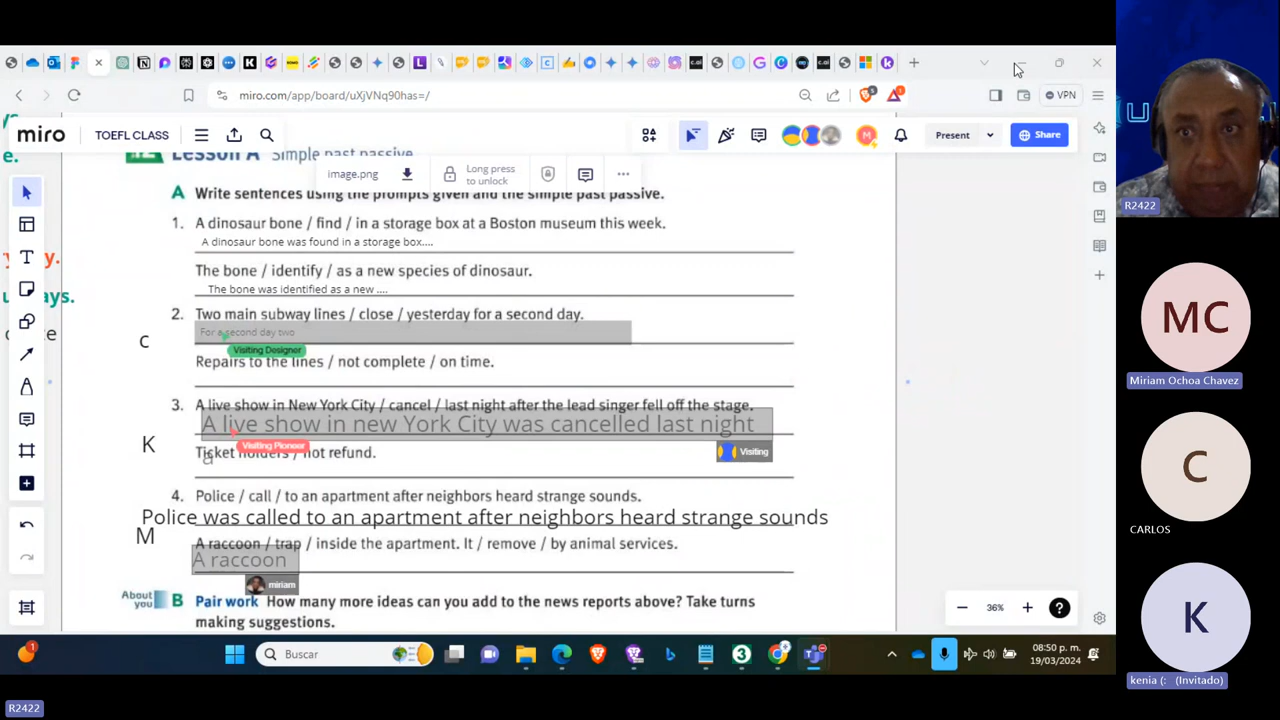 miro.com/app/board/uXjVNq90has=/
VPN
miro
TOEFL CLASS
Present
Share
Lesson A Simple past passive
image.png
Long press
to unlock
A Write sentences using the prompts given and the simple past passive.
1. A dinosaur bone / find / in a storage box at a Boston museum this week.
A dinosaur bone was found in a storage box....
The bone / identify / as a new species of dinosaur.
The bone was identified as a new ....
2. Two main subway lines / close / yesterday for a second day.
For a second day two
c
Visiting Designer
Repairs to the lines / not complete / on time.
3. A live show in New York City / cancel / last night after the lead singer fell off the stage.
A live show in new York City was cancelled last night
K
Visiting Pioneer
Visiting
Ticket holders / not refund.
a
4. Police / call / to an apartment after neighbors heard strange sounds.
Police was called to an apartment after neighbors heard strange sounds
M
A raccoon / trap / inside the apartment. It / remove / by animal services.
A raccoon
miriam
About
you
B Pair work How many more ideas can you add to the news reports above? Take turns
making suggestions.
36%
Buscar
08:50 p. m.
19/03/2024
R2422
R2422
MC
Miriam Ochoa Chavez
C
CARLOS
K
kenia (: (Invitado)